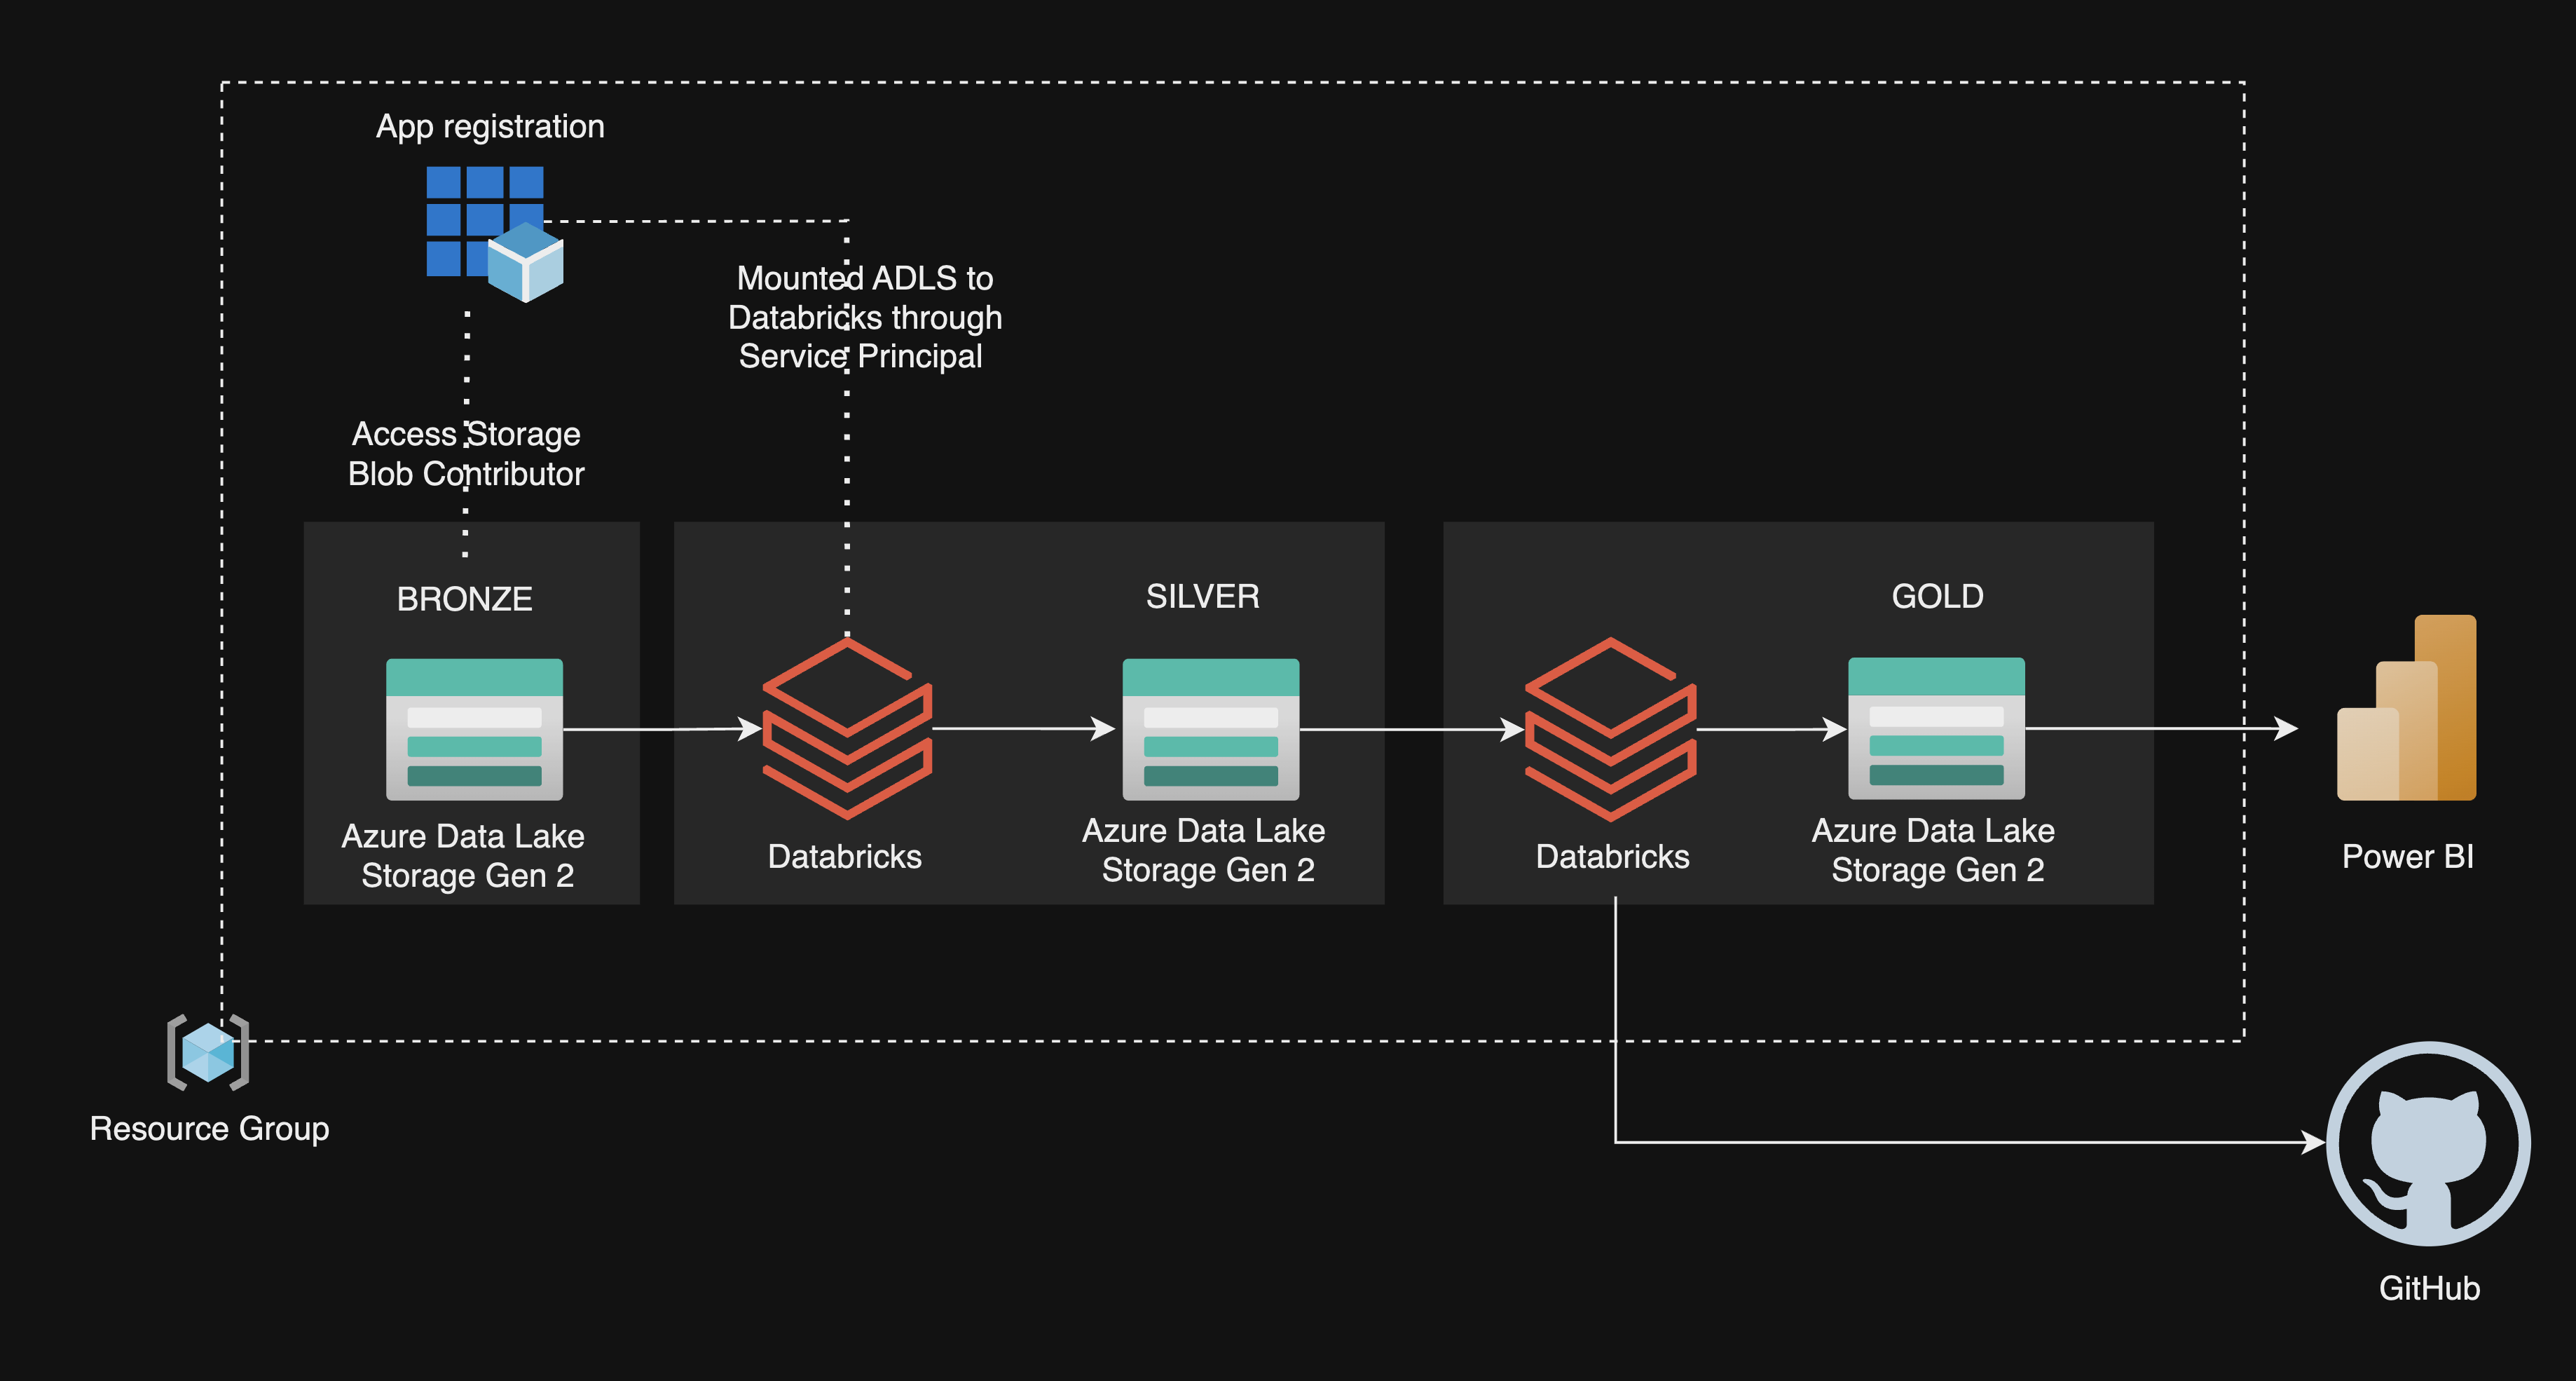 App registration
Mounted ADLS to
Databricks through
Service Principal
Access Storage
Blob Contributor
BRONZE
SILVER
GOLD
Azure Data Lake
Storage Gen 2
Databricks
Azure Data Lake
Storage Gen 2
Databricks
Azure Data Lake
Storage Gen 2
Power BI
Resource Group
GitHub